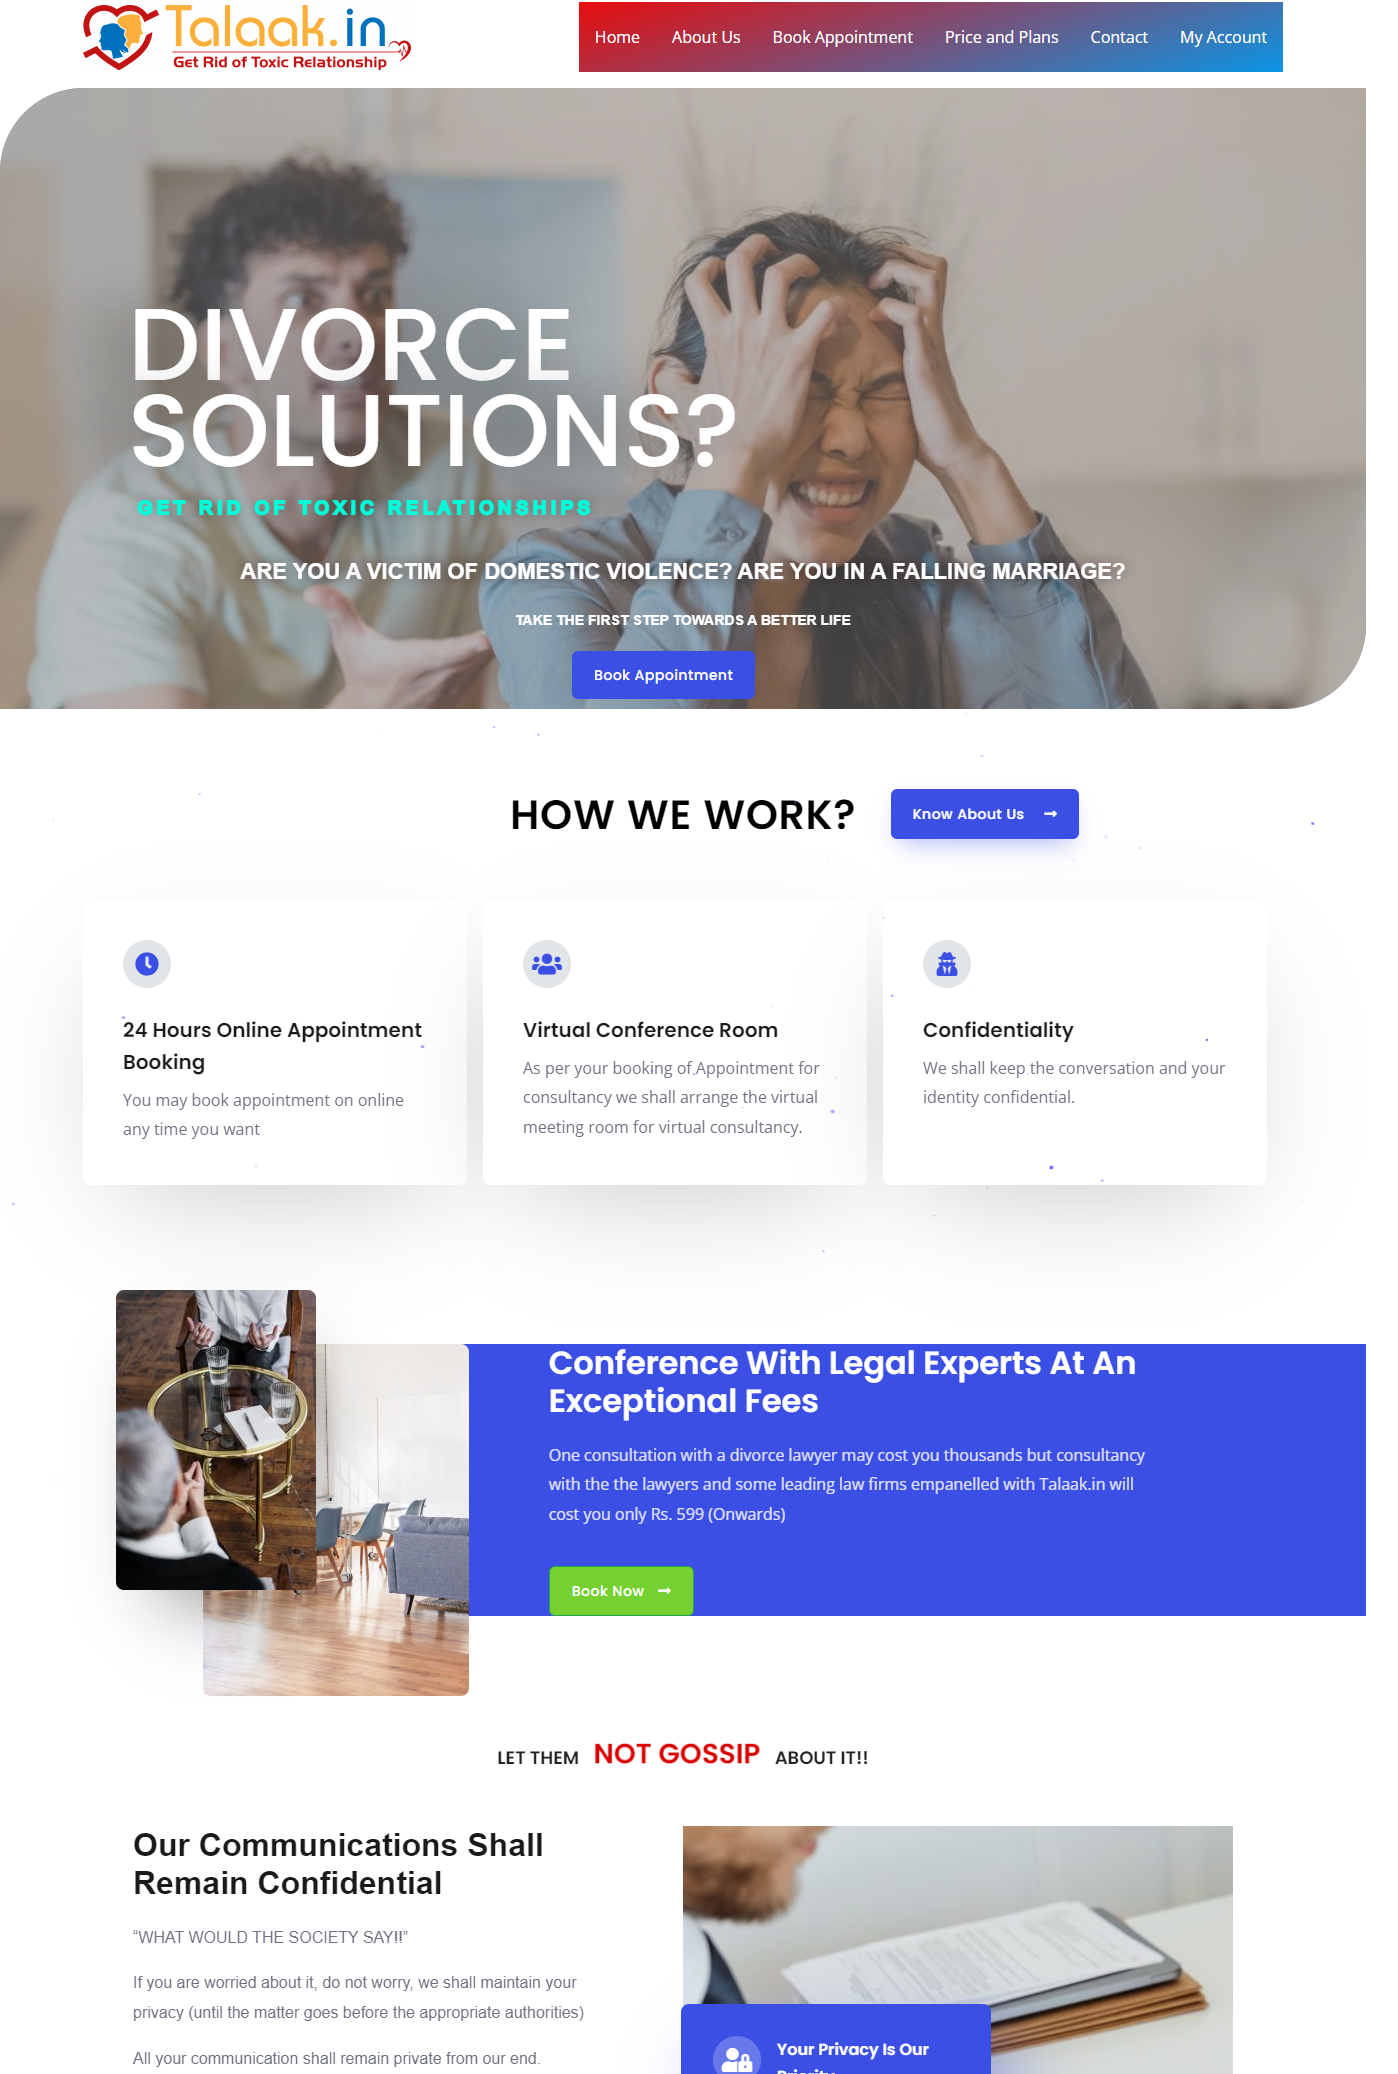 Talaak.in
Get Rid of Toxic Relationship
Home About Us Book Appointment Price and Plans Contact My Account
DIVORCE
SOLUTIONS?
GET RID OF TOXIC RELATIONSHIPS
ARE YOU A VICTIM OF DOMESTIC VIOLENCE? ARE YOU IN A FALLING MARRIAGE?
TAKE THE FIRST STEP TOWARDS A BETTER LIFE
Book Appointment
HOW WE WORK?
Know About Us
24 Hours Online Appointment
Booking
You may book appointment on online
any time you want
Virtual Conference Room
As per your booking of Appointment for
consultancy we shall arrange the virtual
meeting room for virtual consultancy.
Confidentiality
We shall keep the conversation and your
identity confidential.
Conference With Legal Experts At An
Exceptional Fees
One consultation with a divorce lawyer may cost you thousands but consultancy
with the the lawyers and some leading law firms empanelled with Talaak.in will
cost you only Rs. 599 (Onwards)
Book Now
LET THEM NOT GOSSIP ABOUT IT!!
Our Communications Shall
Remain Confidential
“WHAT WOULD THE SOCIETY SAY!!”
If you are worried about it, do not worry, we shall maintain your
privacy (until the matter goes before the appropriate authorities)
All your communication shall remain private from our end.
Your Privacy Is Our
Priority